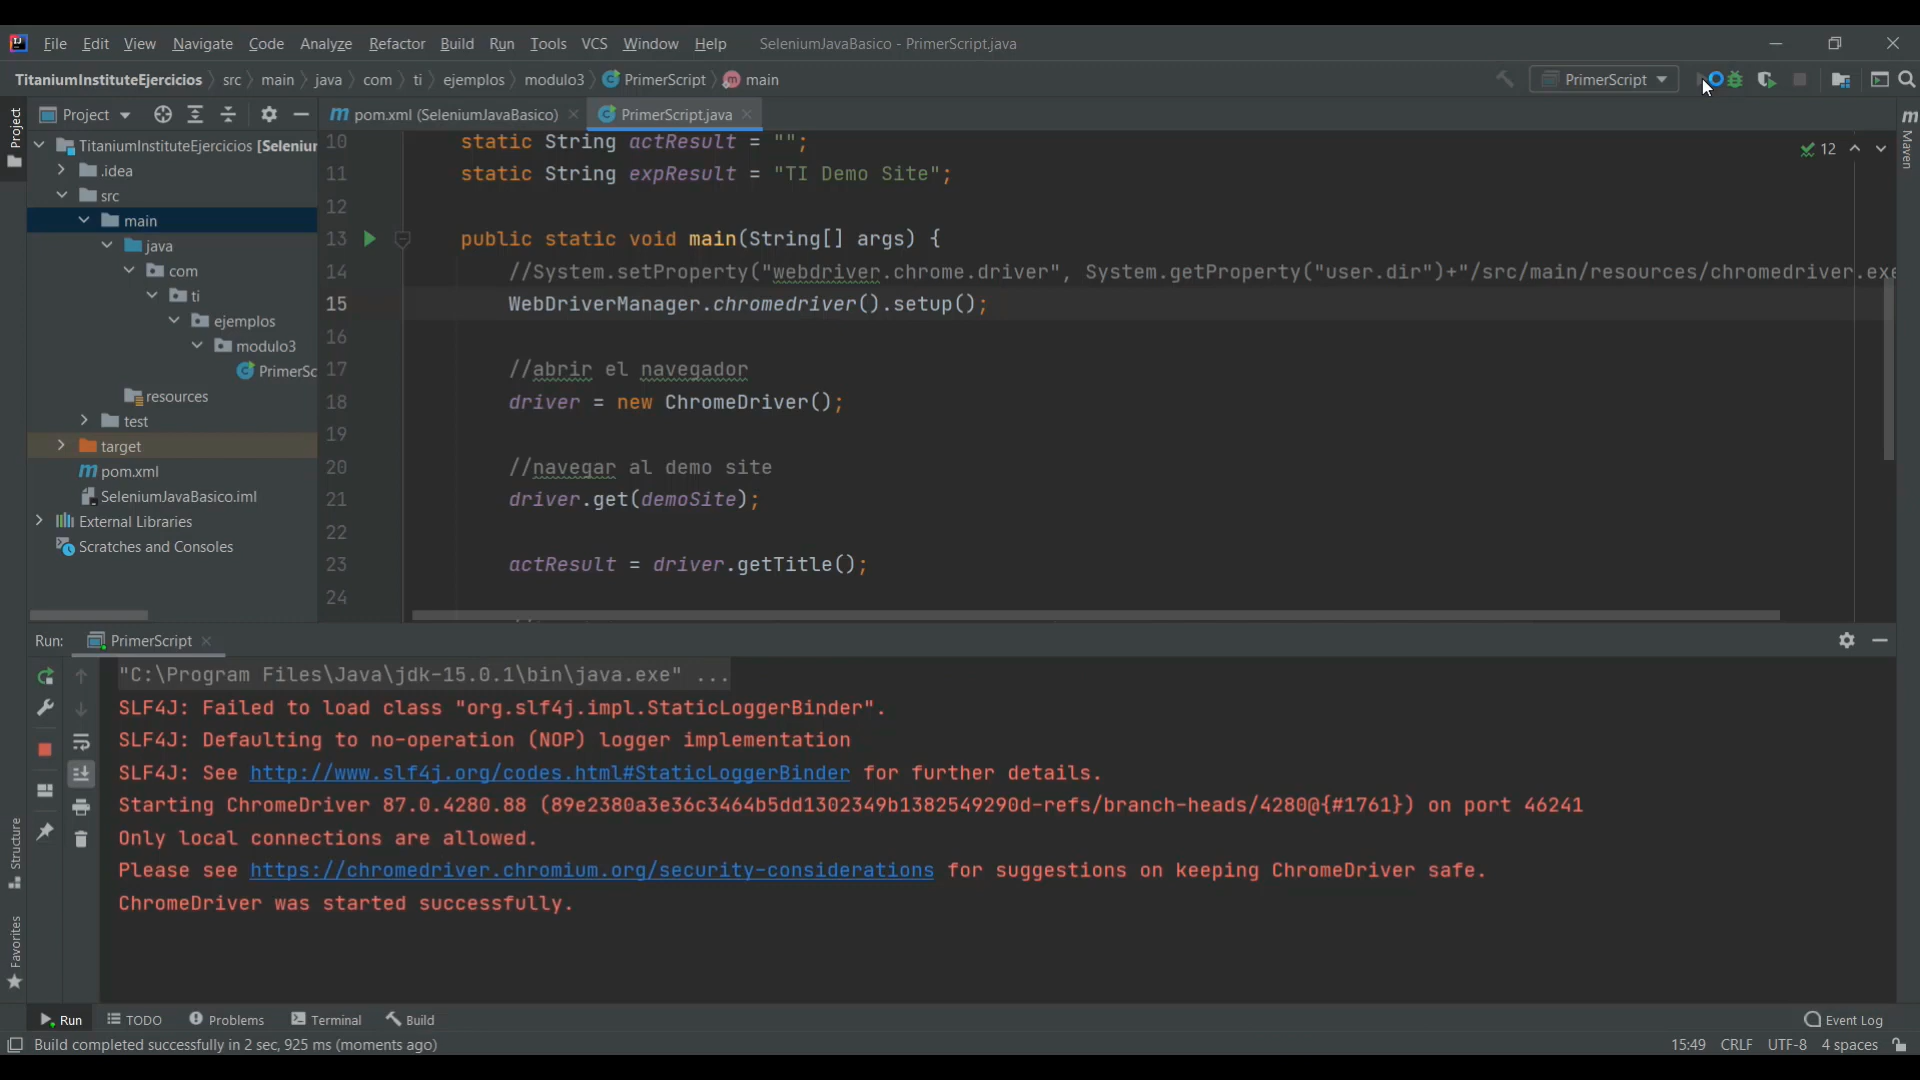 File Edit View Navigate Code Analyze Refactor Build Run Tools VCS Window Help SeleniumJavaBasico - PrimerScript.java
TitaniumInstituteEjercicios src main java com ti ejemplos modulo3 PrimerScript main PrimerScript
Project
pom.xml (SeleniumJavaBasico) PrimerScript.java
Project
Maven
12
TitaniumInstituteEjercicios [Seleniur
.idea
src
main
java
com
ti
ejemplos
modulo3
PrimerSc
resources
test
target
pom.xml
SeleniumJavaBasico.iml
External Libraries
Scratches and Consoles
10 static String actResult = "";
11 static String expResult = "TI Demo Site";
12
13 public static void main(String[] args) {
14 //System.setProperty("webdriver.chrome.driver", System.getProperty("user.dir")+"/src/main/resources/chromedriver.exe
15 WebDriverManager.chromedriver().setup();
16
17 //abrir el navegador
18 driver = new ChromeDriver();
19
20 //navegar al demo site
21 driver.get(demoSite);
22
23 actResult = driver.getTitle();
24
Run: PrimerScript
"C:\Program Files\Java\jdk-15.0.1\bin\java.exe" ...
SLF4J: Failed to load class "org.slf4j.impl.StaticLoggerBinder".
SLF4J: Defaulting to no-operation (NOP) logger implementation
SLF4J: See http://www.slf4j.org/codes.html#StaticLoggerBinder for further details.
Starting ChromeDriver 87.0.4280.88 (89e2380a3e36c3464b5dd1302349b1382549290d-refs/branch-heads/4280@{#1761}) on port 46241
Only local connections are allowed.
Please see https://chromedriver.chromium.org/security-considerations for suggestions on keeping ChromeDriver safe.
ChromeDriver was started successfully.
Structure
Favorites
Run TODO Problems Terminal Build Event Log
Build completed successfully in 2 sec, 925 ms (moments ago) 15:49 CRLF UTF-8 4 spaces